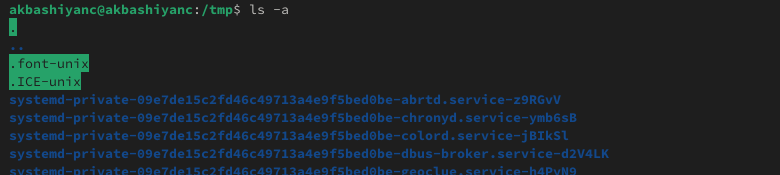 akbashiyanc@akbashiyanc:/tmp$ ls -a
.
..
.font-unix
.ICE-unix
systemd-private-09e7de15c2fd46c49713a4e9f5bed0be-abrtd.service-z9RGvV
systemd-private-09e7de15c2fd46c49713a4e9f5bed0be-chronyd.service-ymb6sB
systemd-private-09e7de15c2fd46c49713a4e9f5bed0be-colord.service-jBIkSl
systemd-private-09e7de15c2fd46c49713a4e9f5bed0be-dbus-broker.service-d2V4LK
systemd-private-09e7de15c2fd46c49713a4e9f5bed0be-geoclue.service-h4PyN9